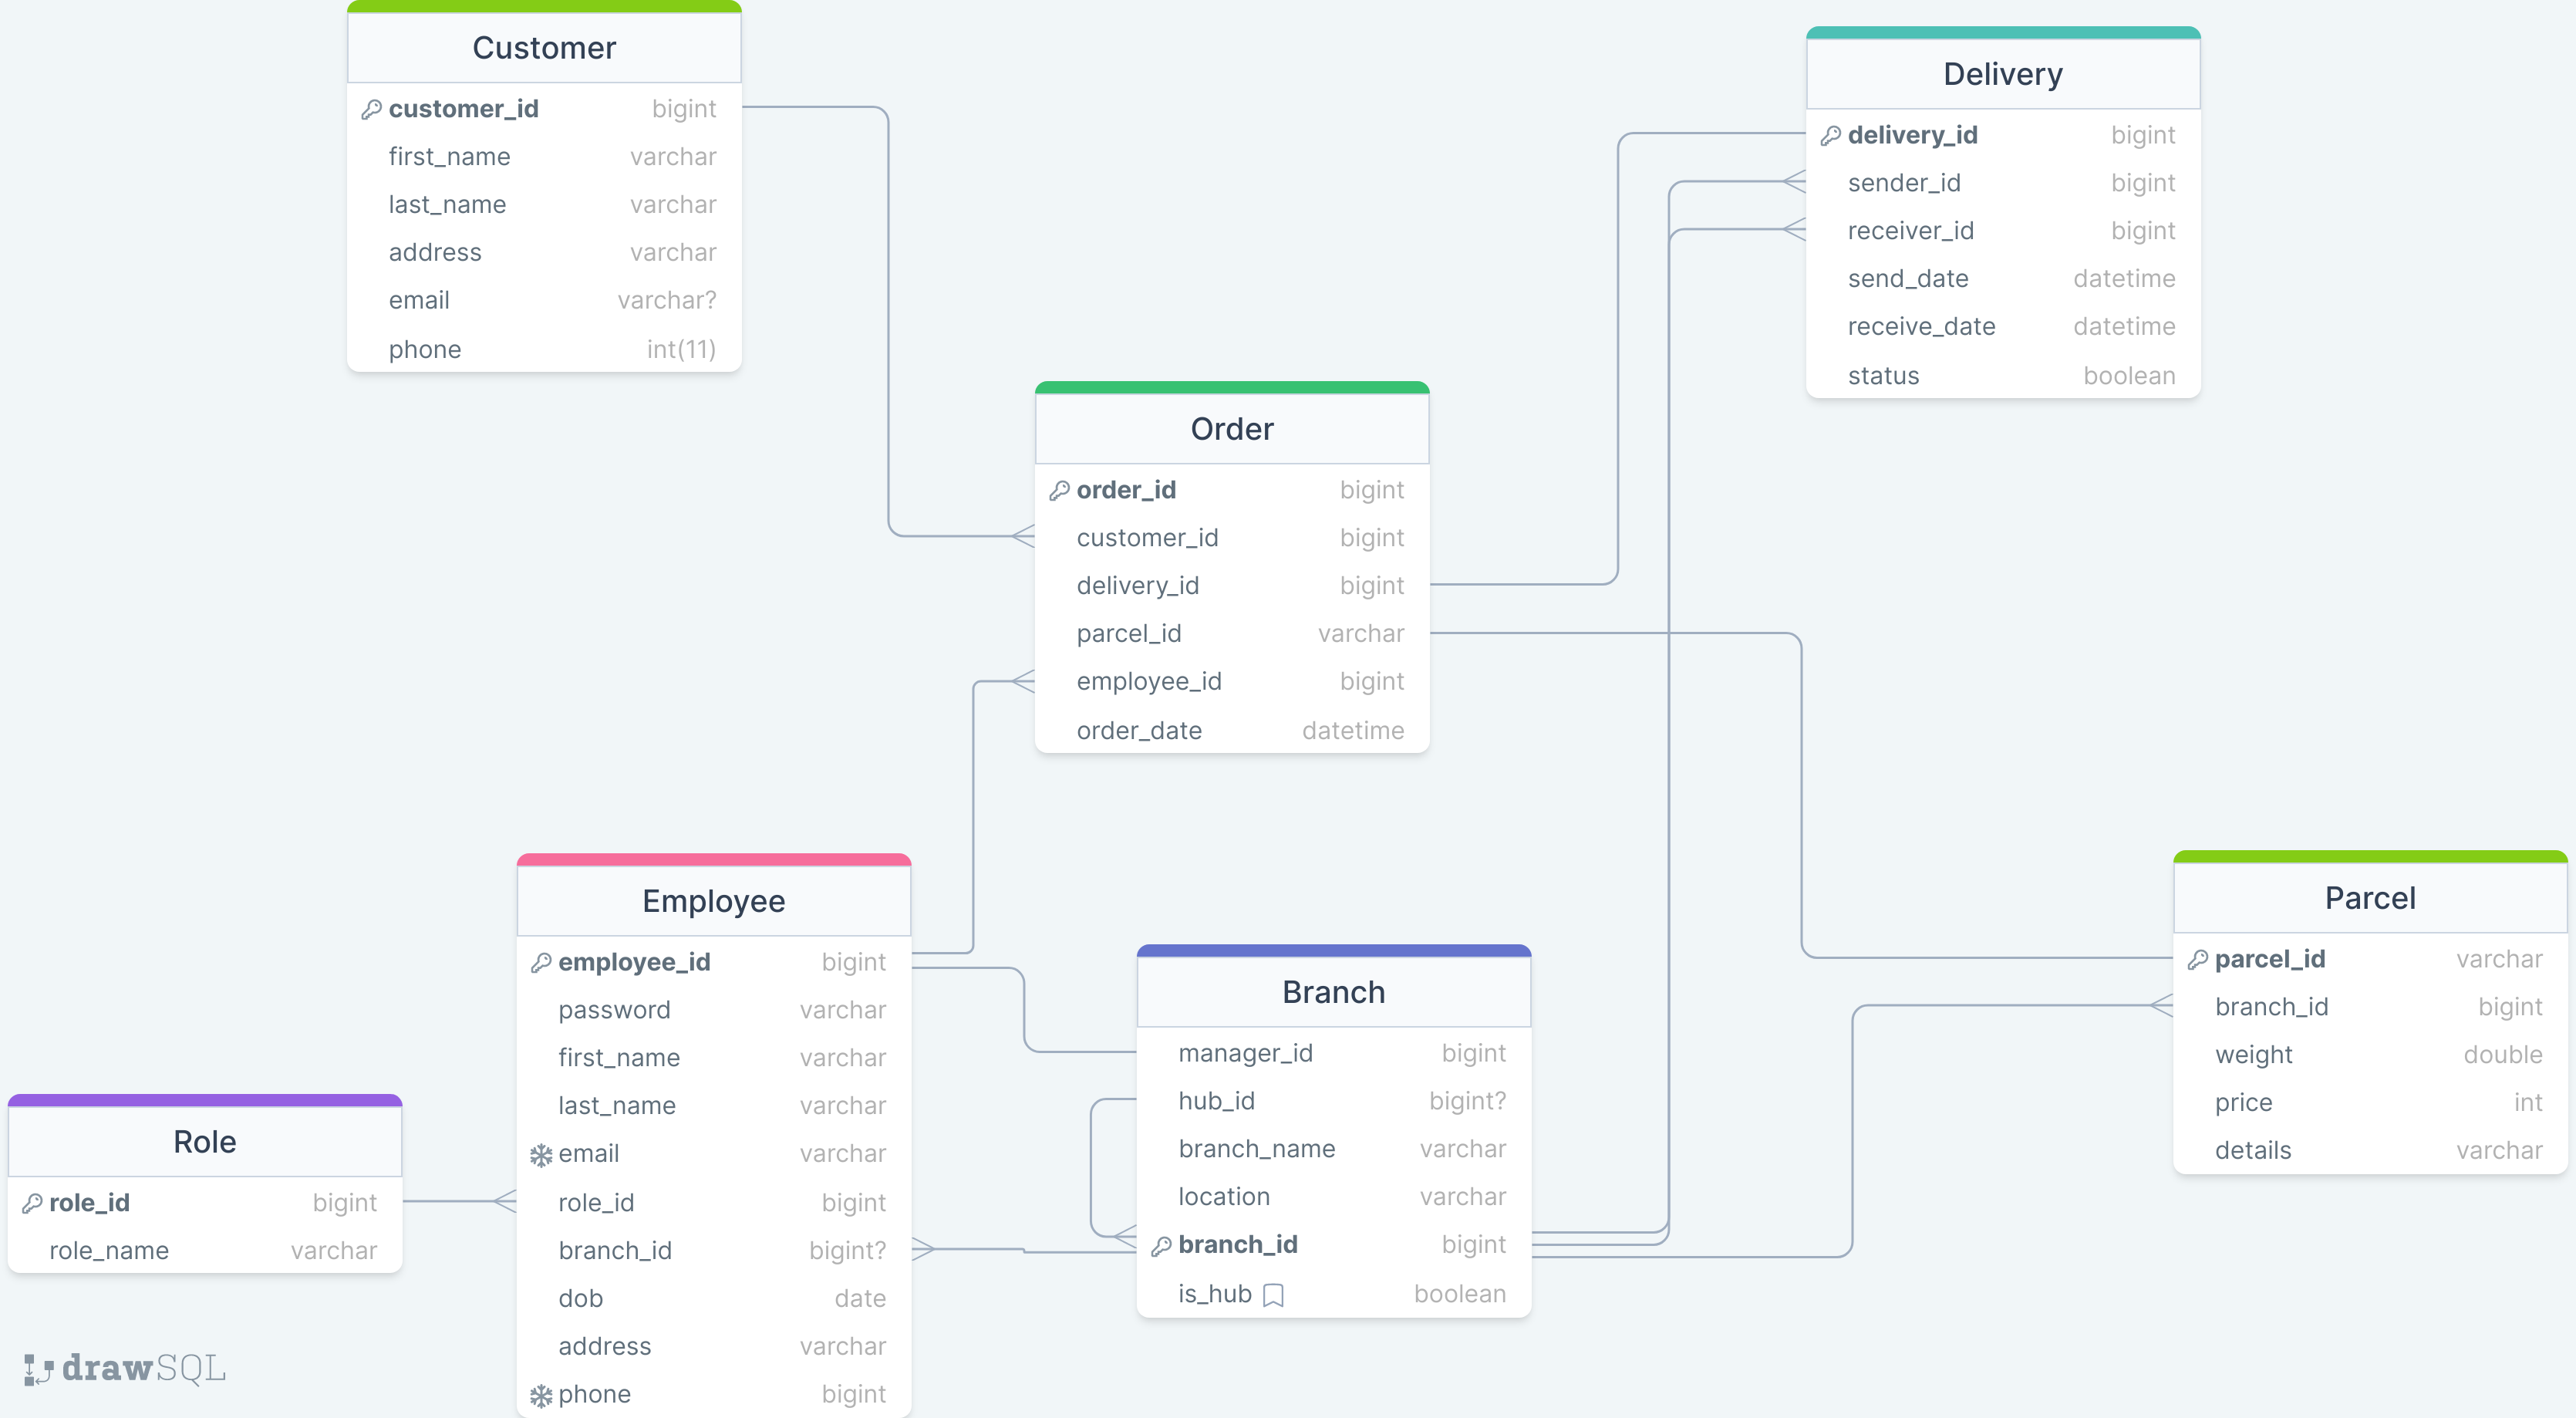 Customer
customer_id bigint
first_name varchar
last_name varchar
address varchar
email varchar?
phone int(11)
Delivery
delivery_id bigint
sender_id bigint
receiver_id bigint
send_date datetime
receive_date datetime
status boolean
Order
order_id bigint
customer_id bigint
delivery_id bigint
parcel_id varchar
employee_id bigint
order_date datetime
Employee
employee_id bigint
password varchar
first_name varchar
last_name varchar
email varchar
role_id bigint
branch_id bigint?
dob date
address varchar
phone bigint
Branch
manager_id bigint
hub_id bigint?
branch_name varchar
location varchar
branch_id bigint
is_hub boolean
Parcel
parcel_id varchar
branch_id bigint
weight double
price int
details varchar
Role
role_id bigint
role_name varchar
drawSQL